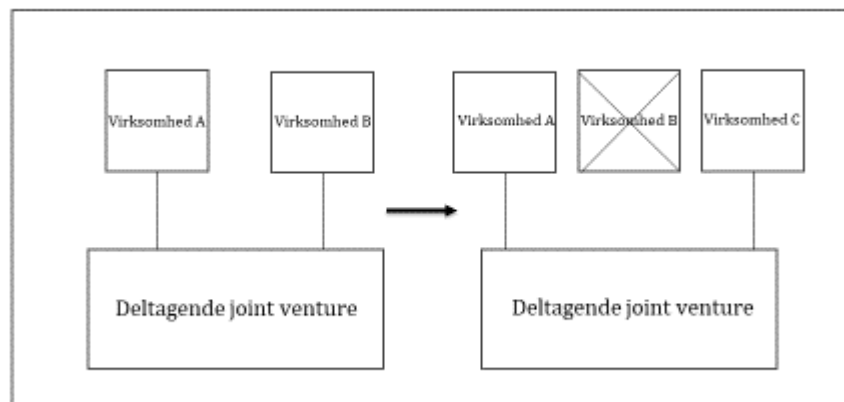 Virksomhed A
Virksomhed B
Virksomhed A
Virksomhed B
Virksomhed C
Deltagende joint venture
Deltagende joint venture